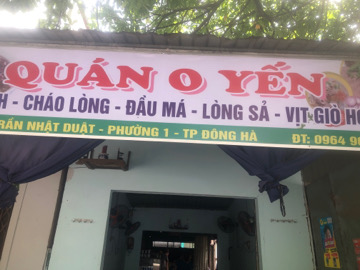 QUÁN O YẾN
CHÁO LÒNG - ĐẦU MÁ - LÒNG SẢ - VỊT GIÒ
TRẦN NHẬT DUẬT - PHƯỜNG 1 - TP ĐÔNG HÀ ĐT: 0964